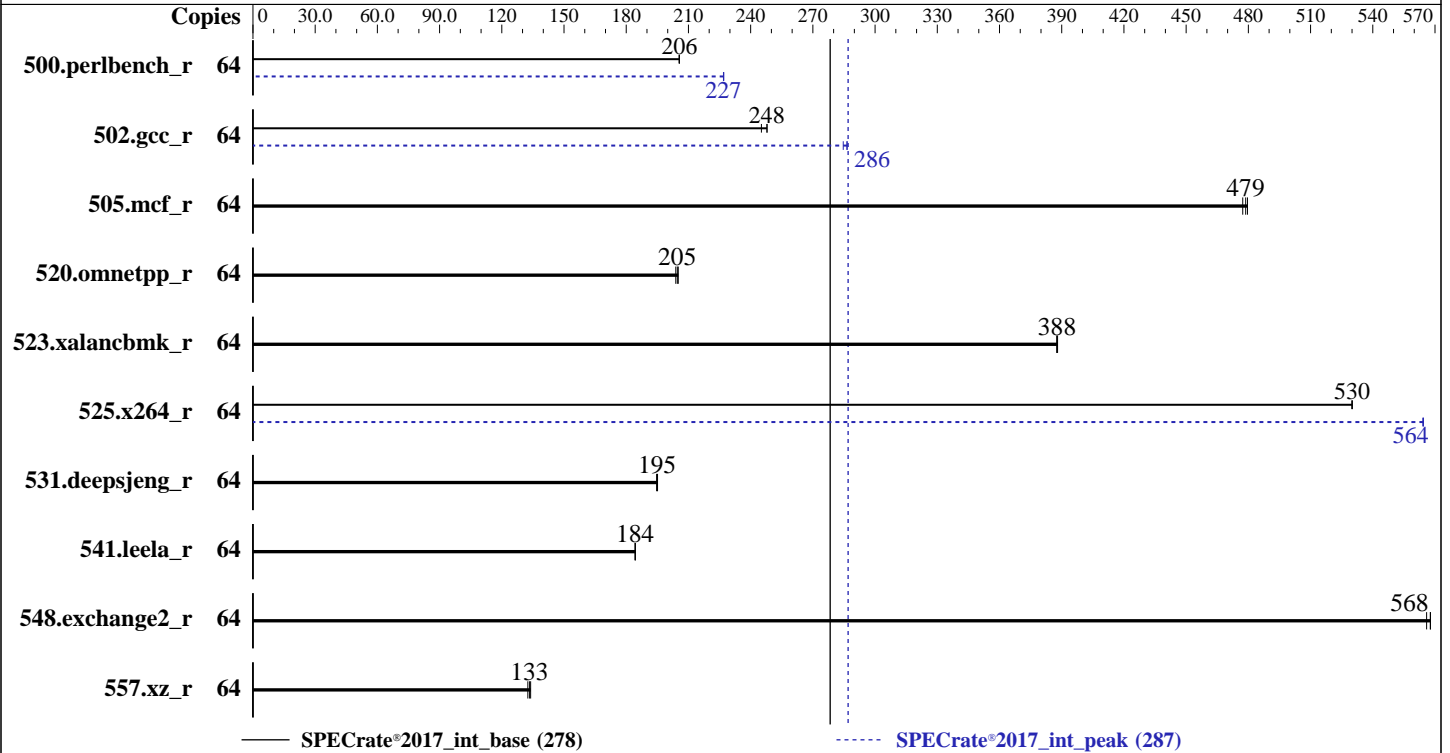 Copies 0 30.0 60.0 90.0 120 150 180 210 240 270 300 330 360 390 420 450 480 510 540 570
500.perlbench_r 64 206
227
502.gcc_r 64 248
286
505.mcf_r 64 479
520.omnetpp_r 64 205
523.xalancbmk_r 64 388
525.x264_r 64 530
564
531.deepsjeng_r 64 195
541.leela_r 64 184
548.exchange2_r 64 568
557.xz_r 64 133
SPECrate®2017_int_base (278) SPECrate®2017_int_peak (287)